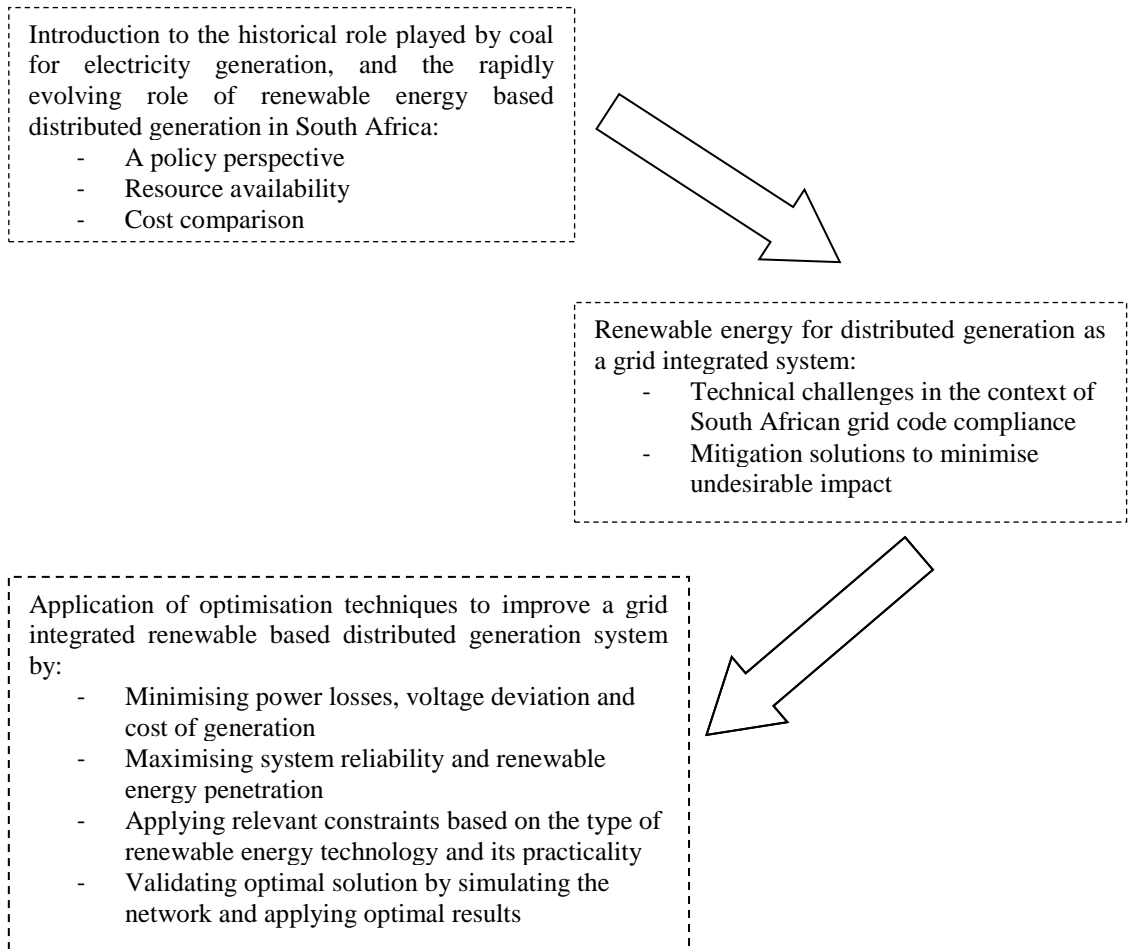 Introduction to the historical role played by coal
for electricity generation, and the rapidly
evolving role of renewable energy based
distributed generation in South Africa:
- A policy perspective
- Resource availability
- Cost comparison
Renewable energy for distributed generation as
a grid integrated system:
- Technical challenges in the context of
South African grid code compliance
- Mitigation solutions to minimise
undesirable impact
Application of optimisation techniques to improve a grid
integrated renewable based distributed generation system
by:
- Minimising power losses, voltage deviation and
cost of generation
- Maximising system reliability and renewable
energy penetration
- Applying relevant constraints based on the type of
renewable energy technology and its practicality
- Validating optimal solution by simulating the
network and applying optimal results